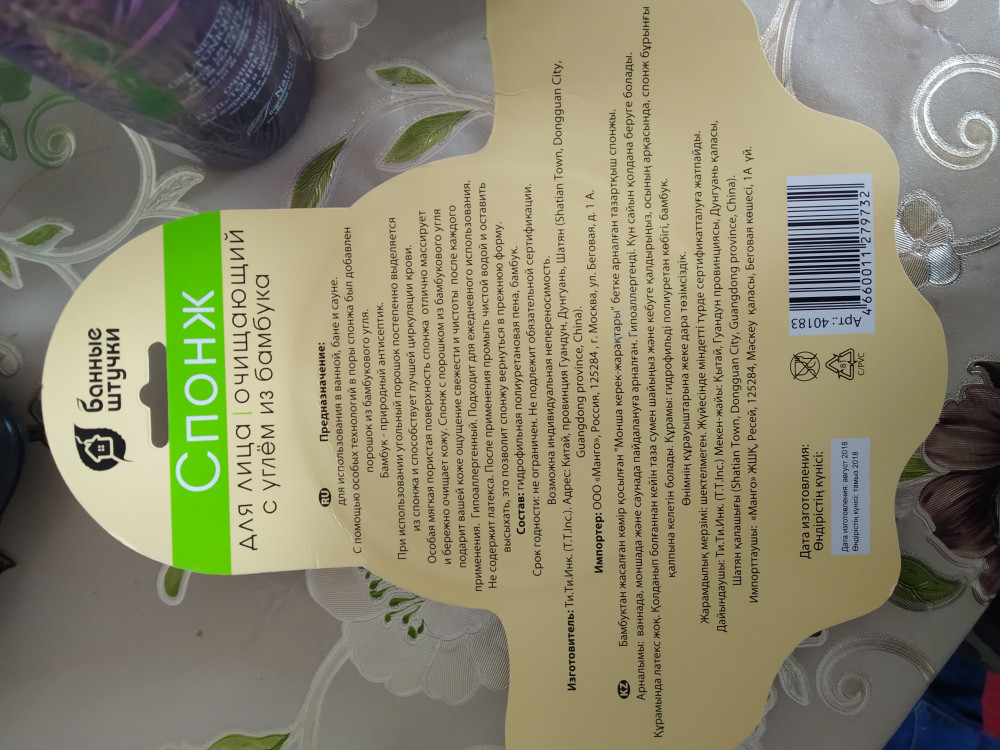 Банные
штучки
Спонж
для лица | очищающий
с углём из бамбука
RU
Предназначение:
для использования в ванной, бане и сауне.
С помощью особых технологий в поры спонжа был добавлен
порошок из бамбукового угля.
Бамбук - природный антисептик.
При использовании угольный порошок постепенно выделяется
из спонжа и способствует лучшей циркуляции крови.
Особая мягкая пористая поверхность спонжа отлично массирует
и бережно очищает кожу. Спонж с порошком из бамбукового угля
подарит вашей коже ощущение свежести и чистоты после каждого
применения. Гипоаллергенный. Подходит для ежедневного использования.
Не содержит латекса. После применения промыть чистой водой и оставить
высыхать, это позволит спонжу вернуться в прежнюю форму.
Состав: гидрофильная полиуретановая пена, бамбук.
Срок годности: не ограничен. Не подлежит обязательной сертификации.
Возможна индивидуальная непереносимость.
Изготовитель: Ти.Ти.Инк. (T.T.Inc.). Адрес: Китай, провинция Гуандун, Дунгуань, Шатян (Shatian Town, Dongguan City,
Guangdong province, China).
Импортер: ООО «Манго», Россия, 125284, г. Москва, ул. Беговая, д. 1 А.
KZ
Бамбуктан жасалған көмір қосылған "Монша керек-жарақтары" бетке арналған тазартқыш спонжы.
Арналымы: ваннада, моншада және саунада пайдалануға арналған. Гипоаллергенді. Күн сайын қолдана беруге болады.
Құрамында латекс жоқ. Қолданып болғаннан кейін таза сумен шайыңыз және кебуге қалдырыңыз, осының арқасында, спонж бұрынғы
қалпына келетін болады. Құрамы: гидрофильді полиуретан көбігі, бамбук.
Өнімнің құрауыштарына жеке дара төзімсіздік.
Жарамдылық мерзімі: шектелмеген. Жүйесінде міндетті түрде сертификатталуға жатпайды.
Дайындаушы: Ти.Ти.Инк. (T.T.Inc.) Мекен-жайы: Қытай, Гуандун провинциясы, Дунгуань қаласы,
Шатян қалашығы (Shatian Town, Dongguan City, Guangdong province, China).
Импорттаушы: «Манго» ЖШҚ, Ресей, 125284, Мәскеу қаласы, Беговая көшесі, 1А үй.
Дата изготовления:
Өндірістің күнісі:
Дата изготовления: август 2018
Өндірістің күнісі: тамыз 2018
81
C/PVC
Арт.: 40183
4 660011 279732